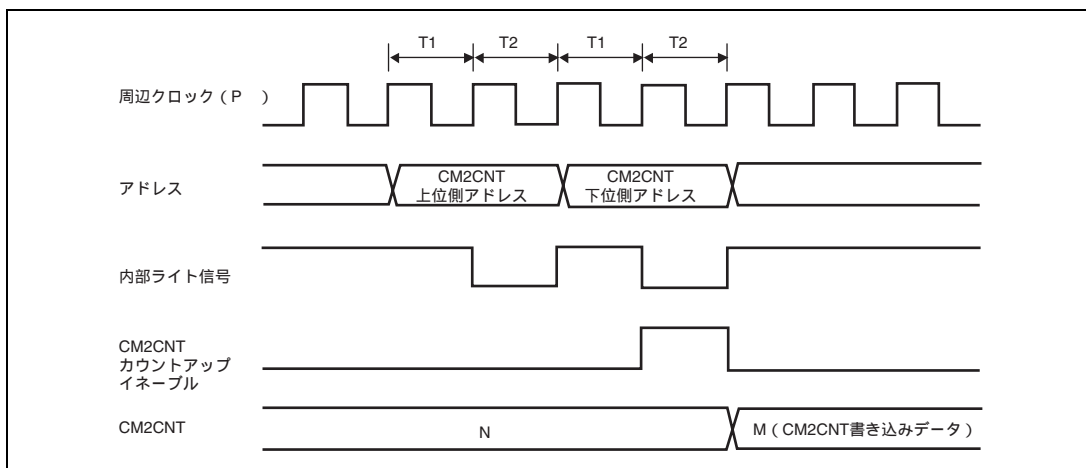 T1 T2 T1 T2
周辺クロック（P　）
アドレス
CM2CNT
上位側アドレス
CM2CNT
下位側アドレス
内部ライト信号
CM2CNT
カウントアップ
イネーブル
CM2CNT
N
M（CM2CNT書き込みデータ）